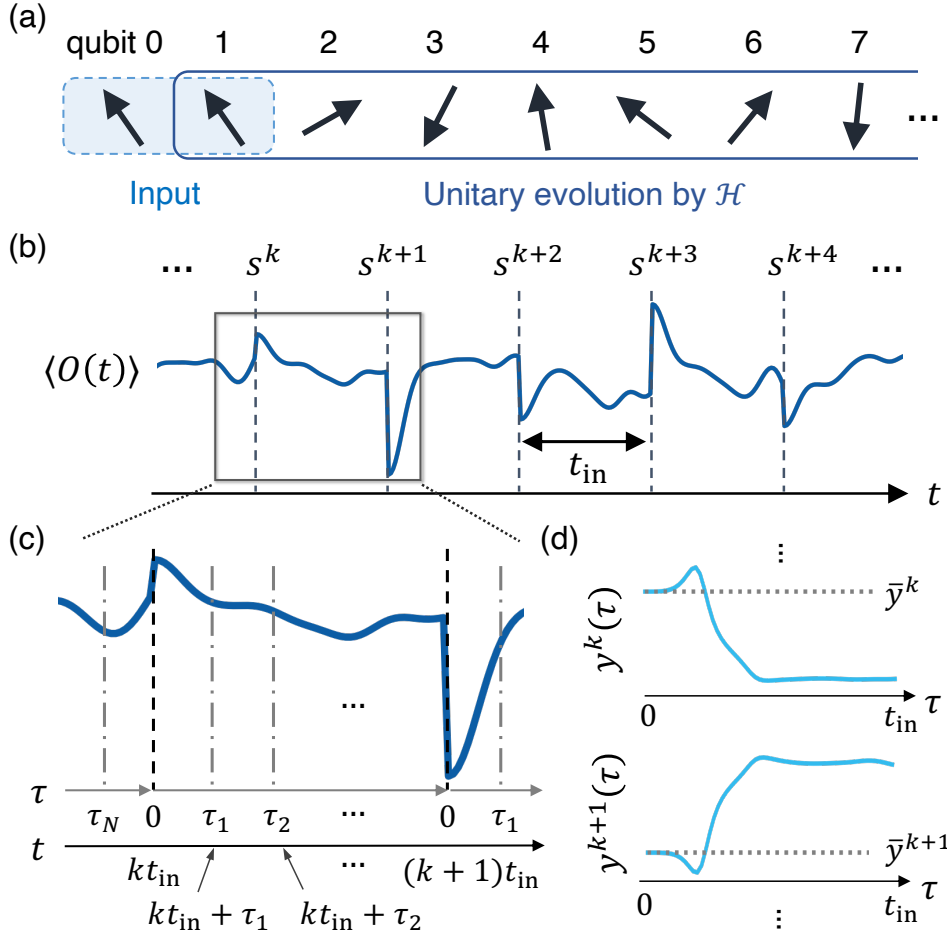 (a)
qubit 0 1 2 3 4 5 6 7
...
Input Unitary evolution by ℋ
(b)
... s^k s^{k+1} s^{k+2} s^{k+3} s^{k+4} ...
⟨O(t)⟩
t_in
t
(c)
...
τ
τ_N 0 τ_1 τ_2 ... 0 τ_1
t
kt_in ... (k + 1)t_in
kt_in + τ_1 kt_in + τ_2
(d)
...
y^k(τ) ȳ^k
0 t_in τ
y^{k+1}(τ) ȳ^{k+1}
0 t_in τ
...